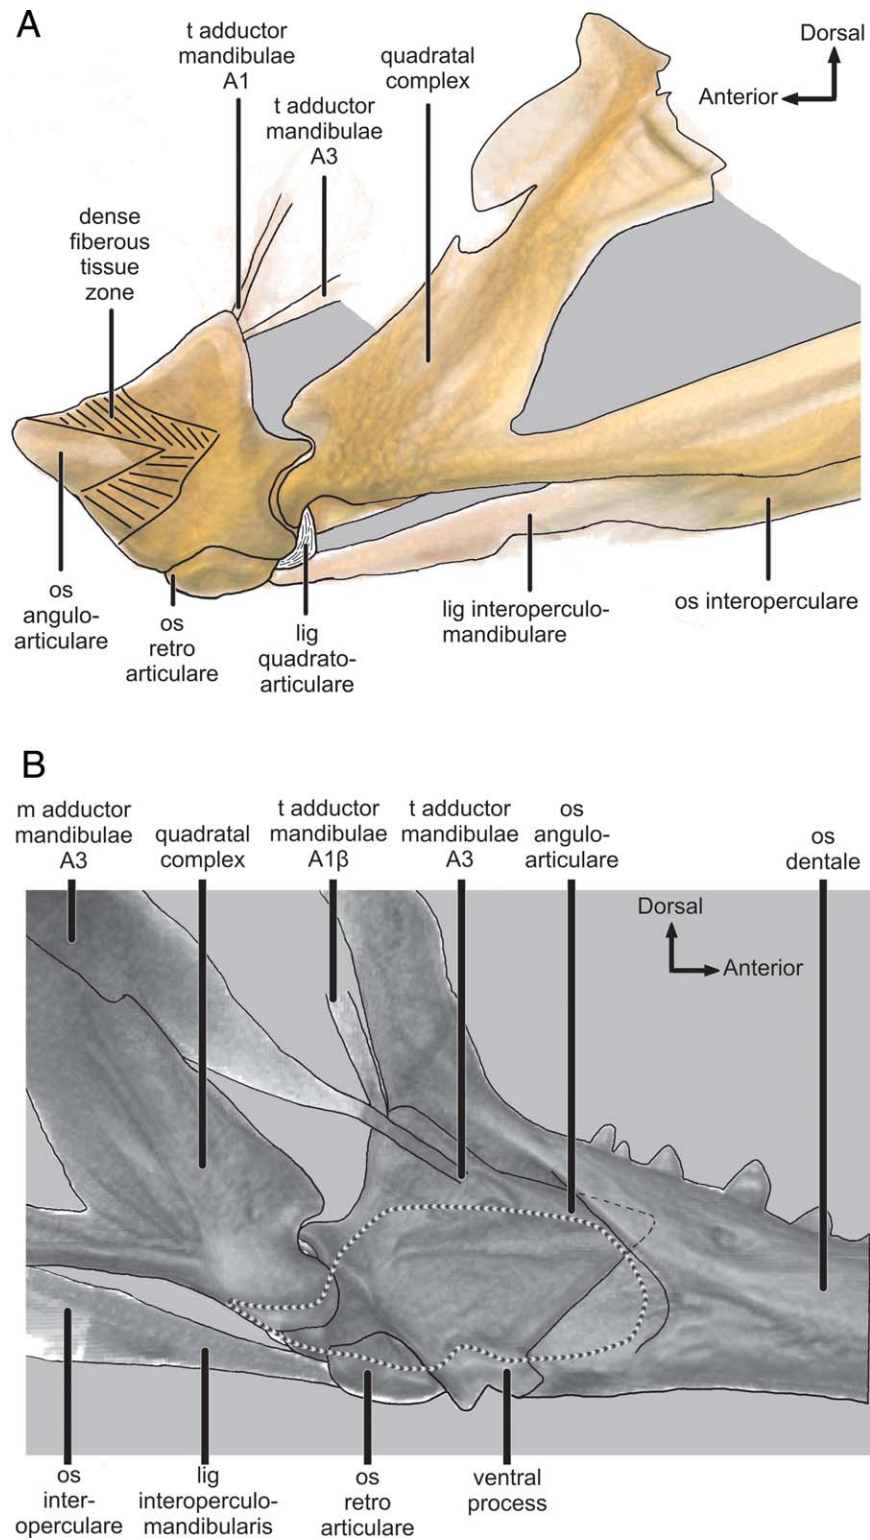 A
t adductor
mandibulae
A1
quadratal
complex
Dorsal
Anterior
t adductor
mandibulae
A3
dense
fiberous
tissue
zone
os
angulo-
articulare
os
retro
articulare
lig
quadrato-
articulare
lig interoperculo-
mandibulare
os interoperculare
B
m adductor
mandibulae
A3
quadratal
complex
t adductor
mandibulae
A1β
t adductor
mandibulae
A3
os
angulo-
articulare
os
dentale
Dorsal
Anterior
os
inter-
operculare
lig
interoperculo-
mandibularis
os
retro
articulare
ventral
process